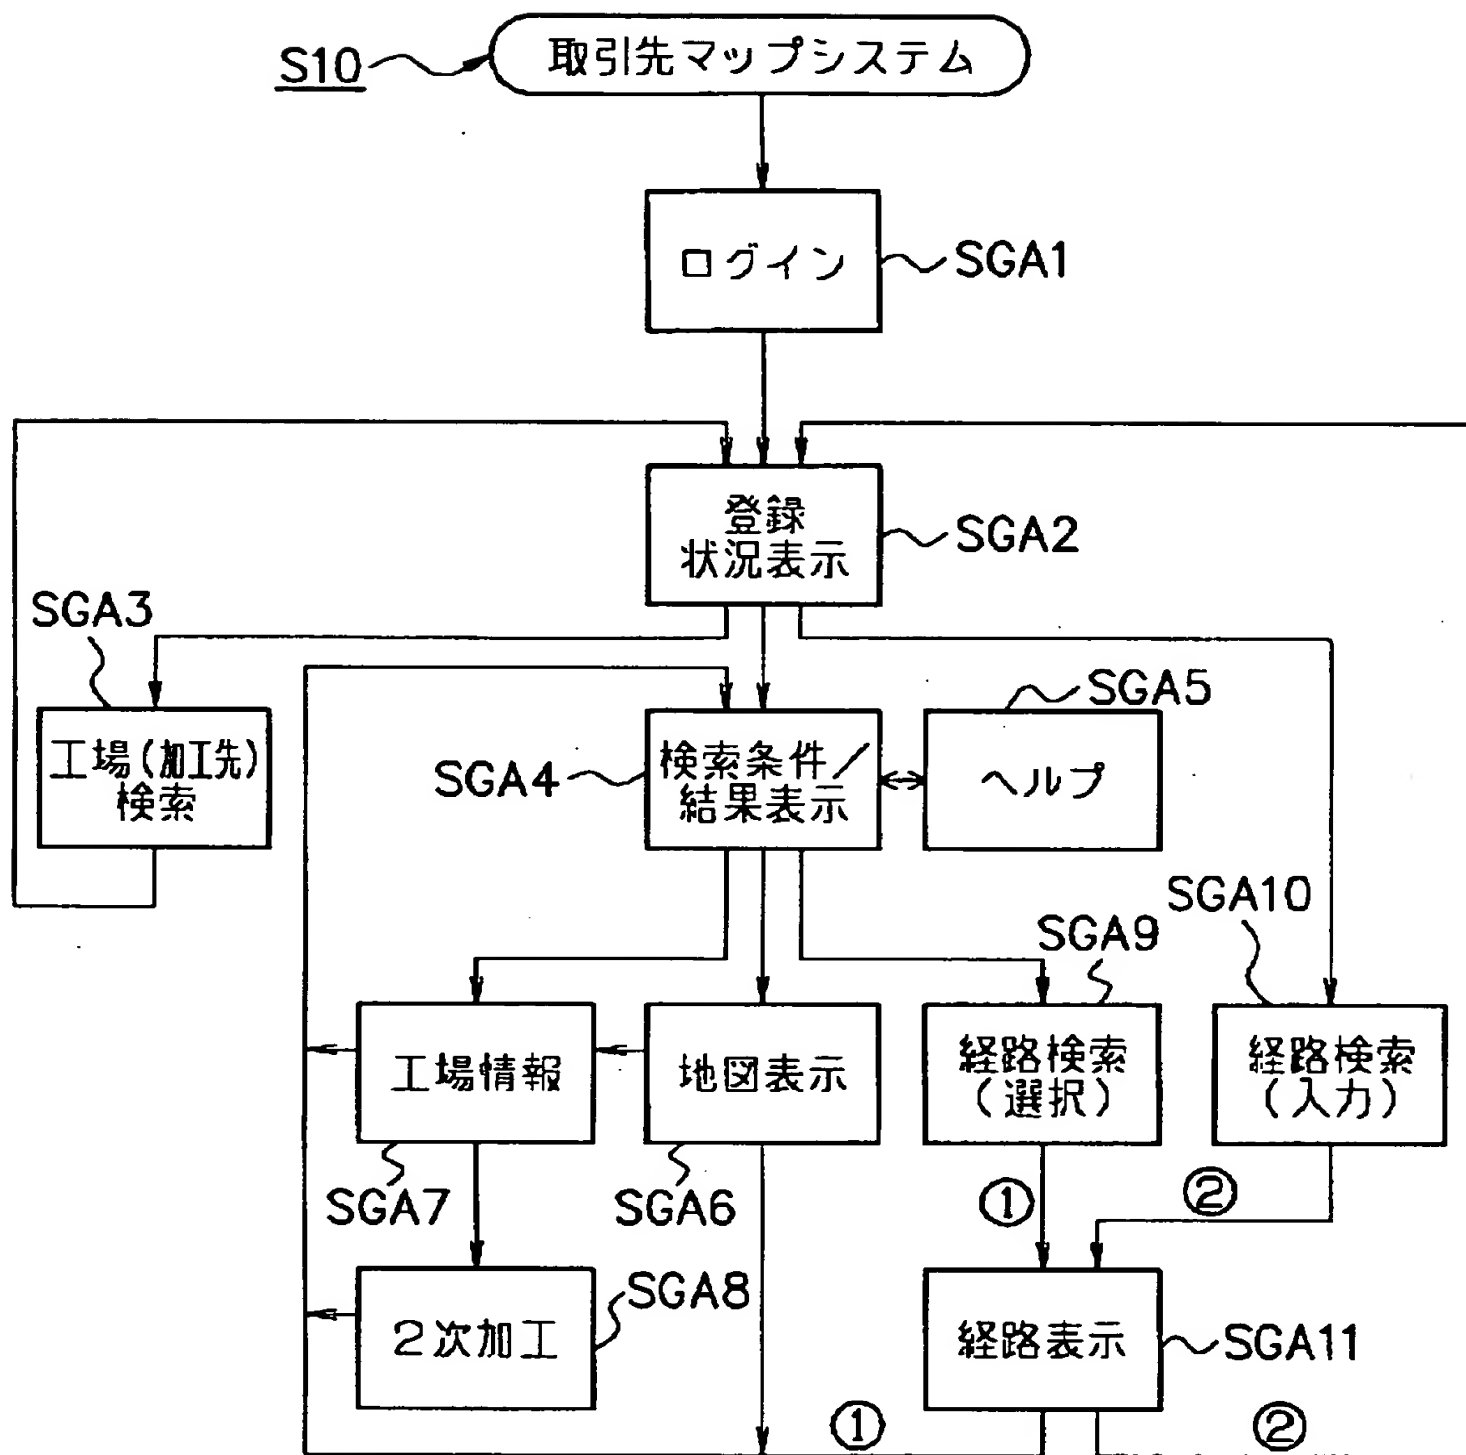 S10
取引先マップシステム
ログイン
SGA1
登録
状況表示
SGA2
SGA3
工場(加工先)
検索
SGA4
検索条件/
結果表示
SGA5
ヘルプ
SGA10
SGA9
工場情報
地図表示
経路検索
(選択)
経路検索
(入力)
SGA7
SGA6
①
②
2次加工
SGA8
経路表示
SGA11
①
②